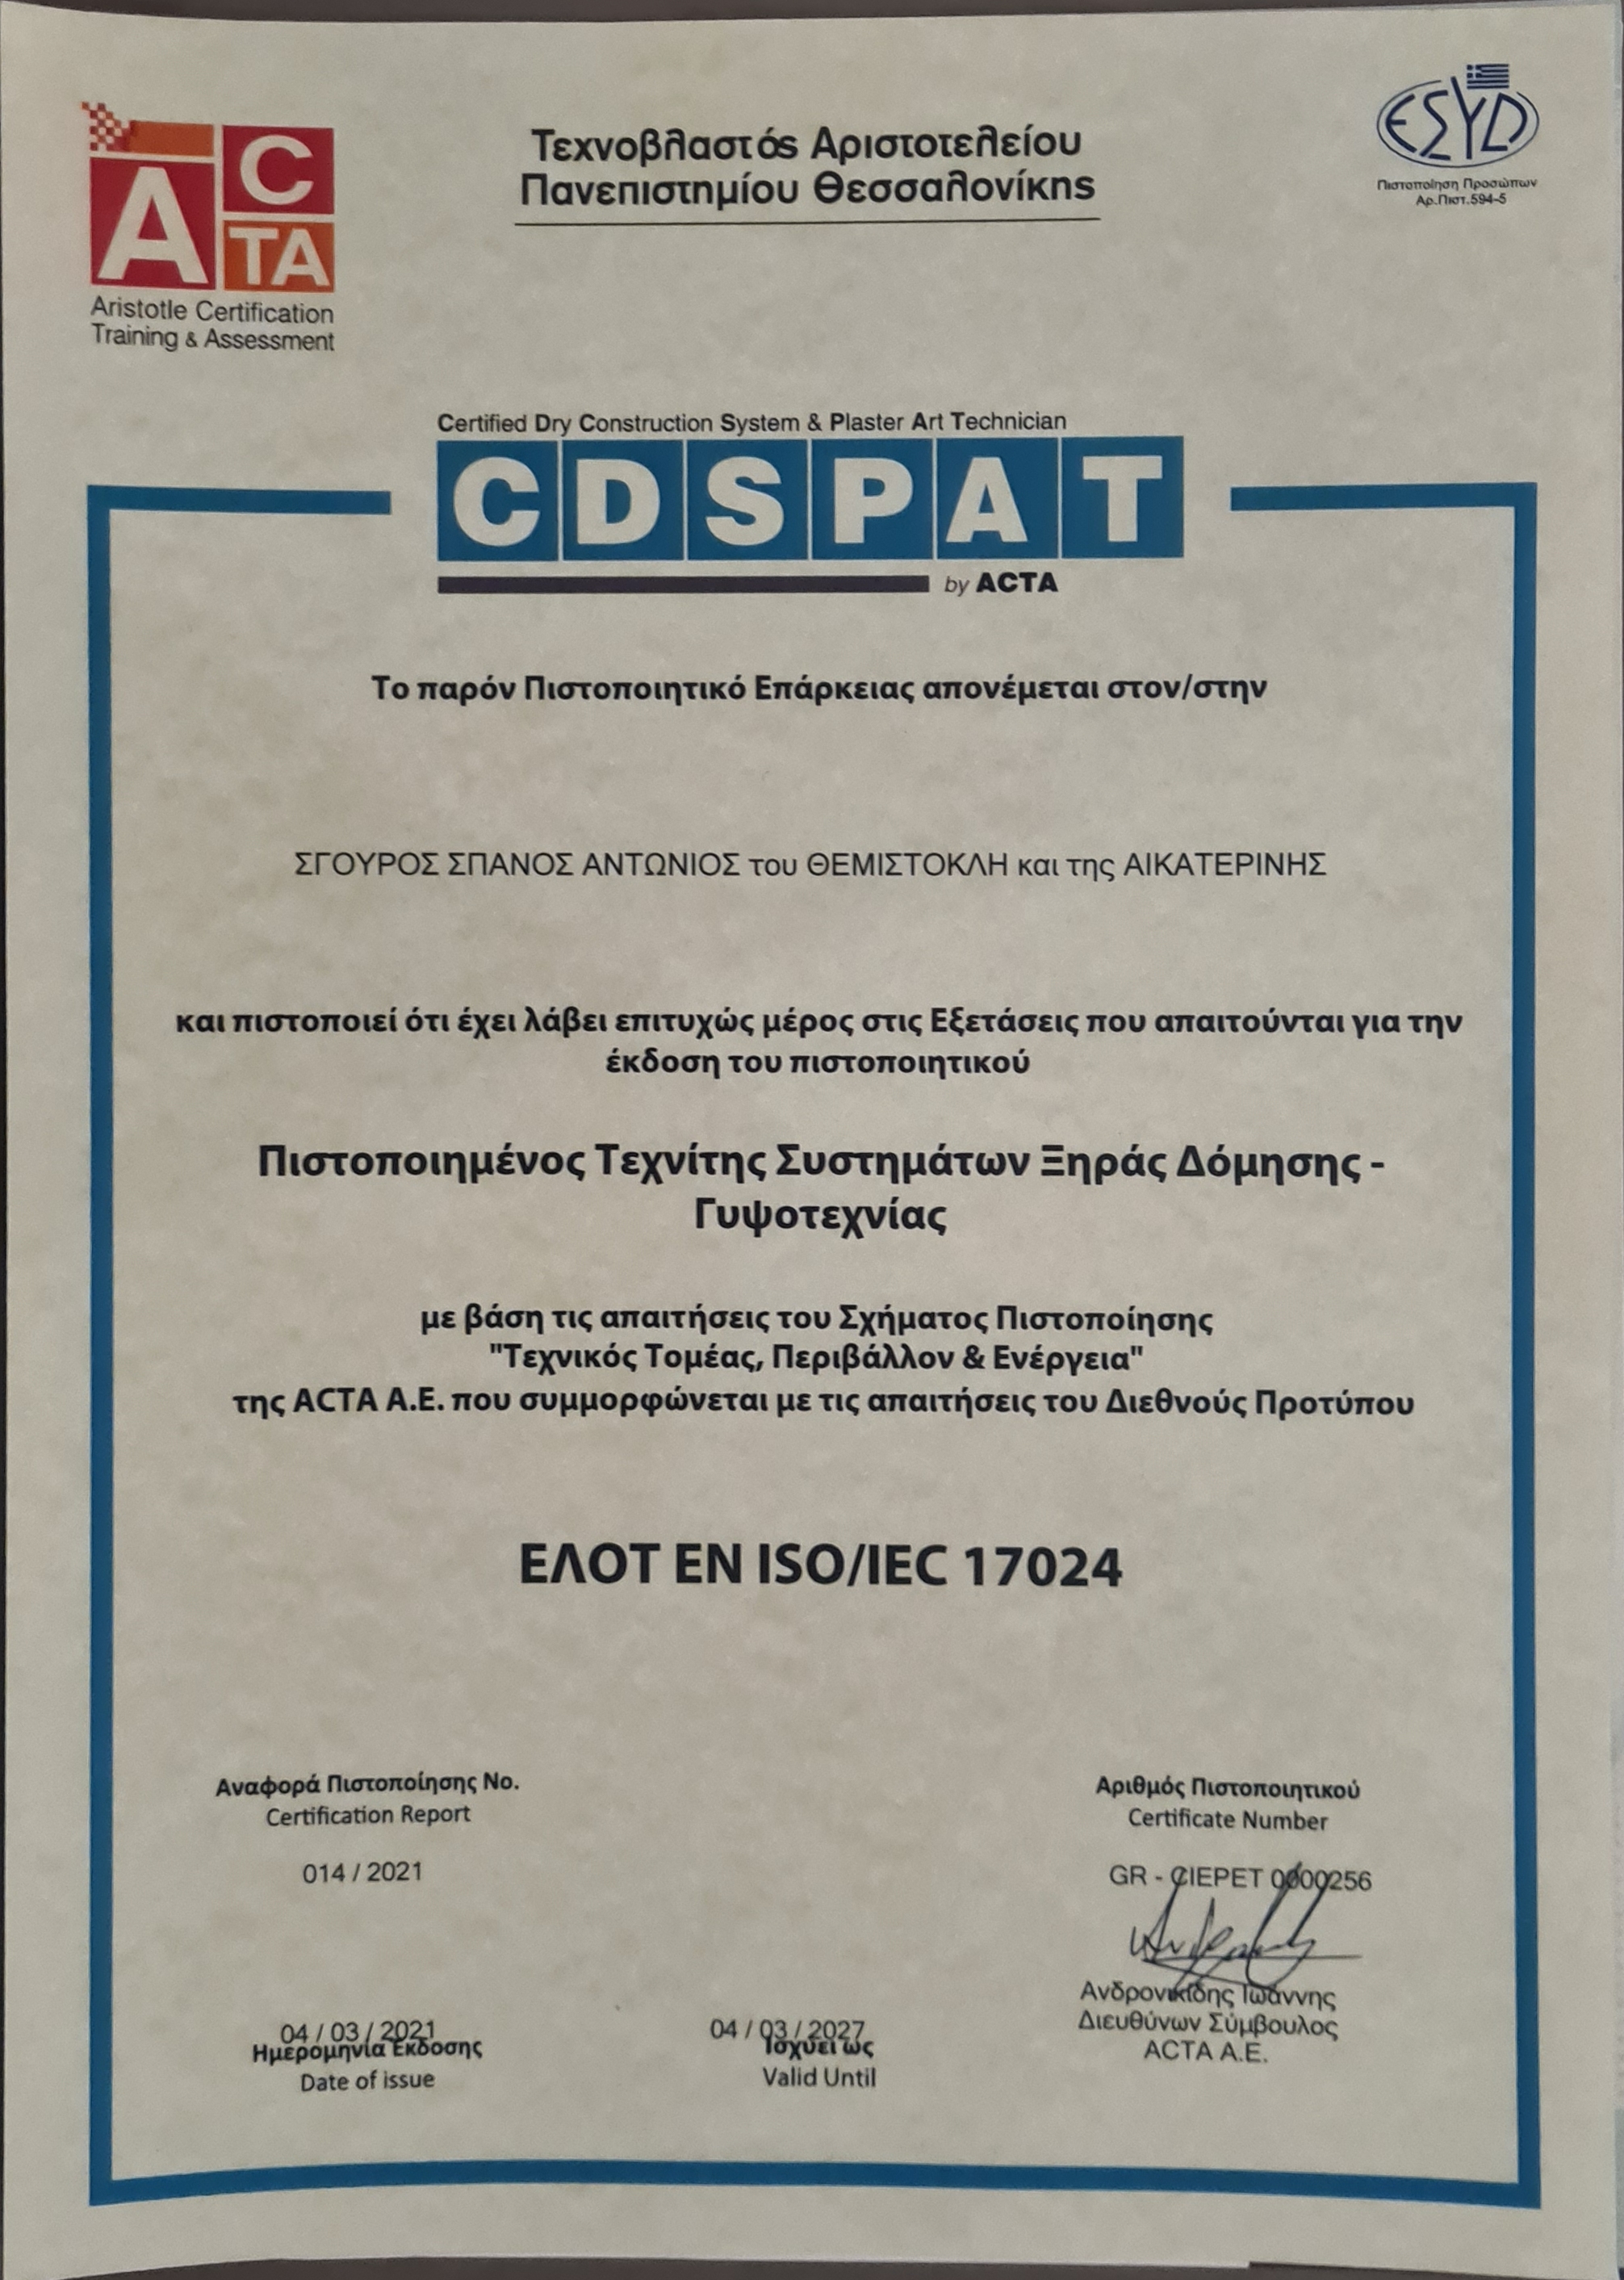 A C TA
Aristotle Certification
Training & Assessment
Τεχνοβλαστός Αριστοτελείου
Πανεπιστημίου Θεσσαλονίκης
ΕΣΥD
Πιστοποίηση Προσώπων
Αρ.Πιστ.594-5
Certified Dry Construction System & Plaster Art Technician
CDSPAT
by ACTA
Το παρόν Πιστοποιητικό Επάρκειας απονέμεται στον/στην
ΣΓΟΥΡΟΣ ΣΠΑΝΟΣ ΑΝΤΩΝΙΟΣ του ΘΕΜΙΣΤΟΚΛΗ και της ΑΙΚΑΤΕΡΙΝΗΣ
και πιστοποιεί ότι έχει λάβει επιτυχώς μέρος στις Εξετάσεις που απαιτούνται για την
έκδοση του πιστοποιητικού
Πιστοποιημένος Τεχνίτης Συστημάτων Ξηράς Δόμησης -
Γυψοτεχνίας
με βάση τις απαιτήσεις του Σχήματος Πιστοποίησης
"Τεχνικός Τομέας, Περιβάλλον & Ενέργεια"
της ACTA Α.Ε. που συμμορφώνεται με τις απαιτήσεις του Διεθνούς Προτύπου
ΕΛΟΤ EN ISO/IEC 17024
Αναφορά Πιστοποίησης Νο.
Certification Report
014 / 2021
Αριθμός Πιστοποιητικού
Certificate Number
GR - CIEPET 0000256
Ανδρονικίδης Ιωάννης
Διευθύνων Σύμβουλος
ACTA A.E.
04 / 03 / 2021
Ημερομηνία Έκδοσης
Date of issue
04 / 03 / 2027
Ισχύει ως
Valid Until